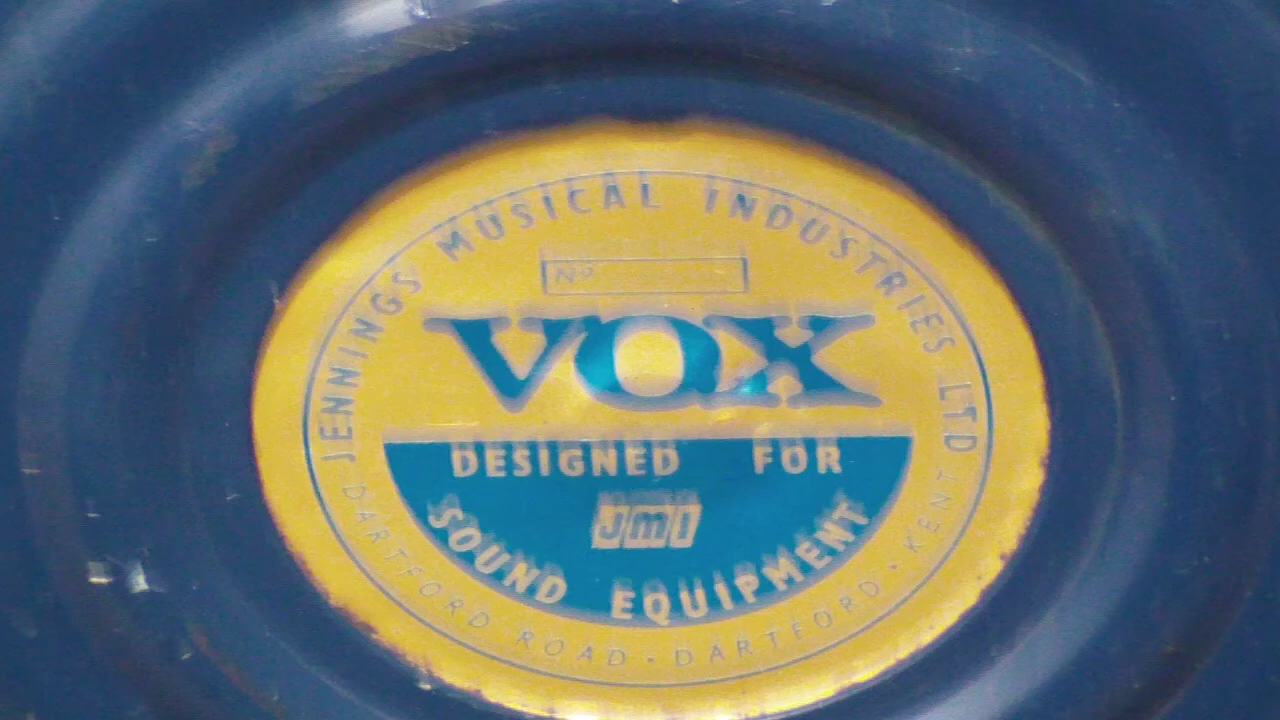 JENNINGS MUSICAL INDUSTRIES LTD
Nº
VOX
DESIGNED FOR
JMI
SOUND EQUIPMENT
DARTFORD ROAD · DARTFORD · KENT